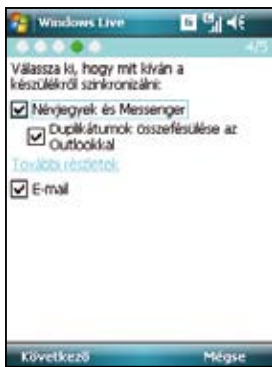 Windows Live
4/5
Válassza ki, hogy mit kíván a
készülékről szinkronizálni:
Névjegyek és Messenger
Duplikátumok összefésülése az
Outlookkal
További részletek
E-mail
Következő Mégse